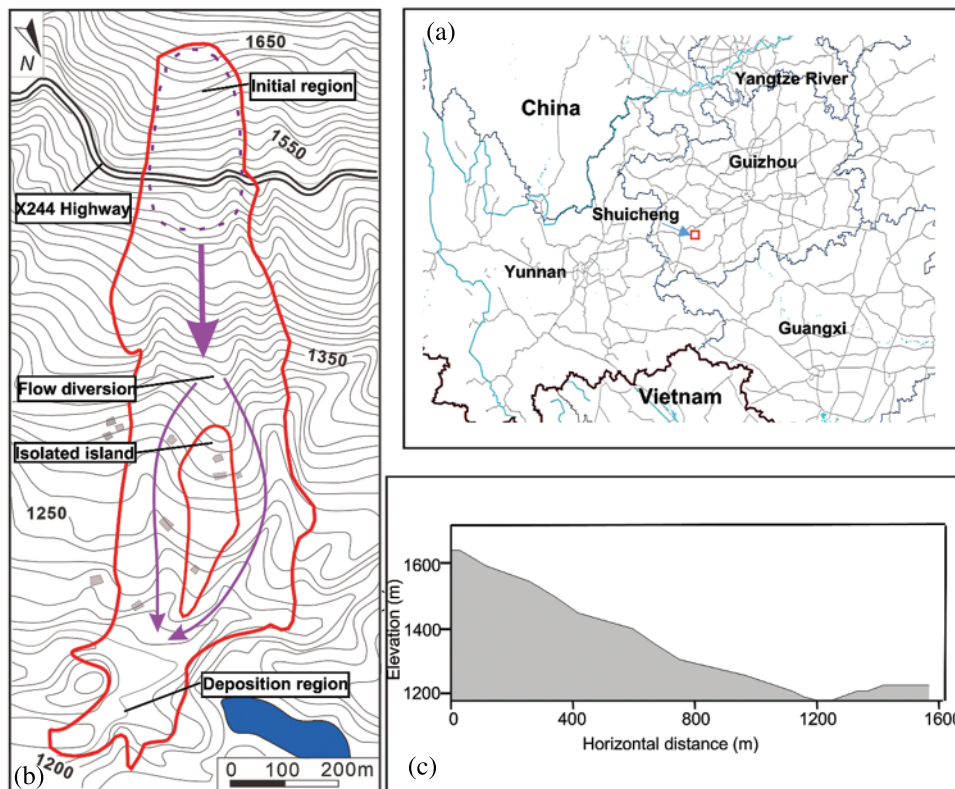 N
1650
Initial region
1550
X244 Highway
1350
Flow diversion
Isolated island
1250
Deposition region
1200
0 100 200m
(b)
(a)
China
Yangtze River
Guizhou
Shuicheng
Yunnan
Guangxi
Vietnam
Elevation (m)
1600
1400
1200
0 400 800 1200 1600
Horizontal distance (m)
(c)